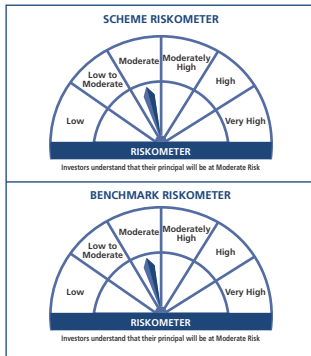 SCHEME RISKOMETER
Low
Low to
Moderate
Moderate
Moderately
High
High
Very High
RISKOMETER
Investors understand that their principal will be at Moderate Risk
BENCHMARK RISKOMETER
Low
Low to
Moderate
Moderate
Moderately
High
High
Very High
RISKOMETER
Investors understand that their principal will be at Moderate Risk